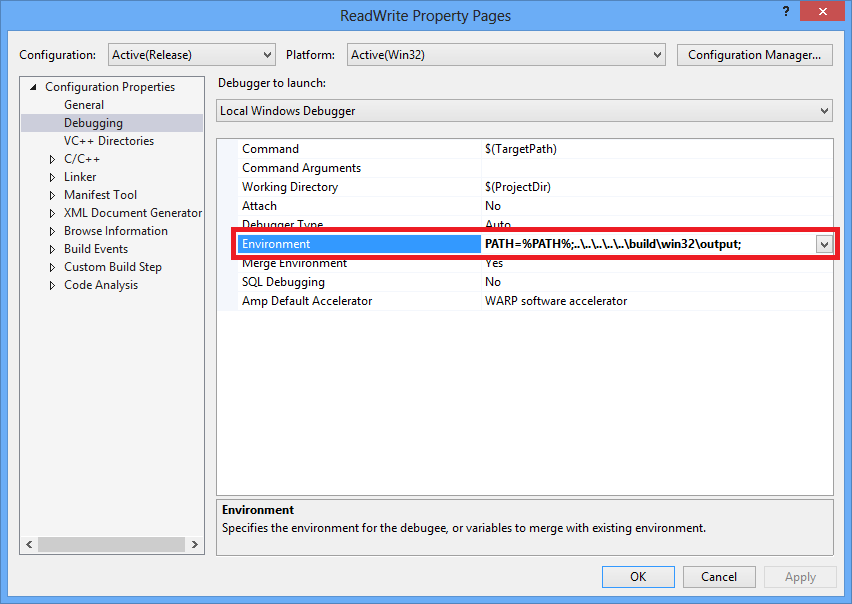 ReadWrite Property Pages
?
Configuration: Active(Release) Platform: Active(Win32) Configuration Manager...
Configuration Properties
General
Debugging
VC++ Directories
C/C++
Linker
Manifest Tool
XML Document Generator
Browse Information
Build Events
Custom Build Step
Code Analysis
Debugger to launch:
Local Windows Debugger
Command $(TargetPath)
Command Arguments
Working Directory $(ProjectDir)
Attach No
Debugger Type Auto
Environment PATH=%PATH%;..\..\..\..\..\build\win32\output;
Merge Environment Yes
SQL Debugging No
Amp Default Accelerator WARP software accelerator
Environment
Specifies the environment for the debugee, or variables to merge with existing environment.
OK Cancel Apply